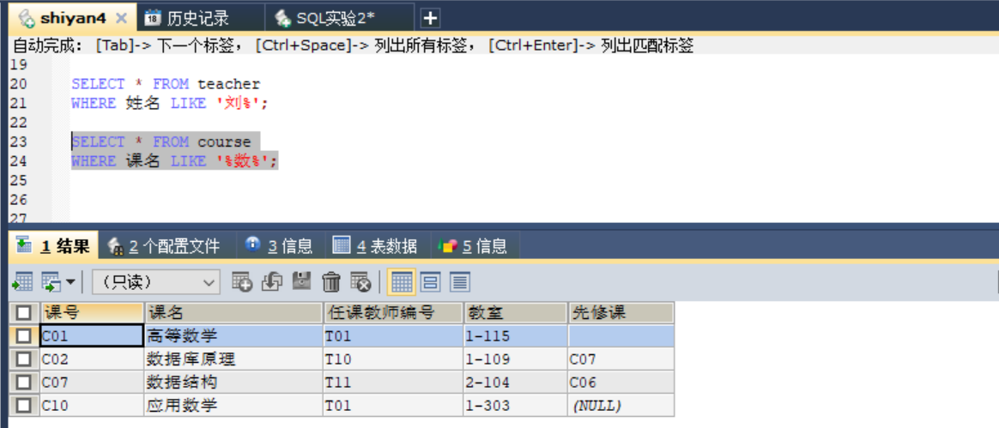 shiyan4 历史记录 SQL实验2*
自动完成： [Tab]-> 下一个标签， [Ctrl+Space]-> 列出所有标签， [Ctrl+Enter]-> 列出匹配标签
19
20 SELECT * FROM teacher
21 WHERE 姓名 LIKE '刘%';
22
23 SELECT * FROM course
24 WHERE 课名 LIKE '%数%';
25
26
27
1 结果 2 个配置文件 3 信息 4 表数据 5 信息
（只读）
课号 课名 任课教师编号 教室 先修课
C01 高等数学 T01 1-115
C02 数据库原理 T10 1-109 C07
C07 数据结构 T11 2-104 C06
C10 应用数学 T01 1-303 (NULL)